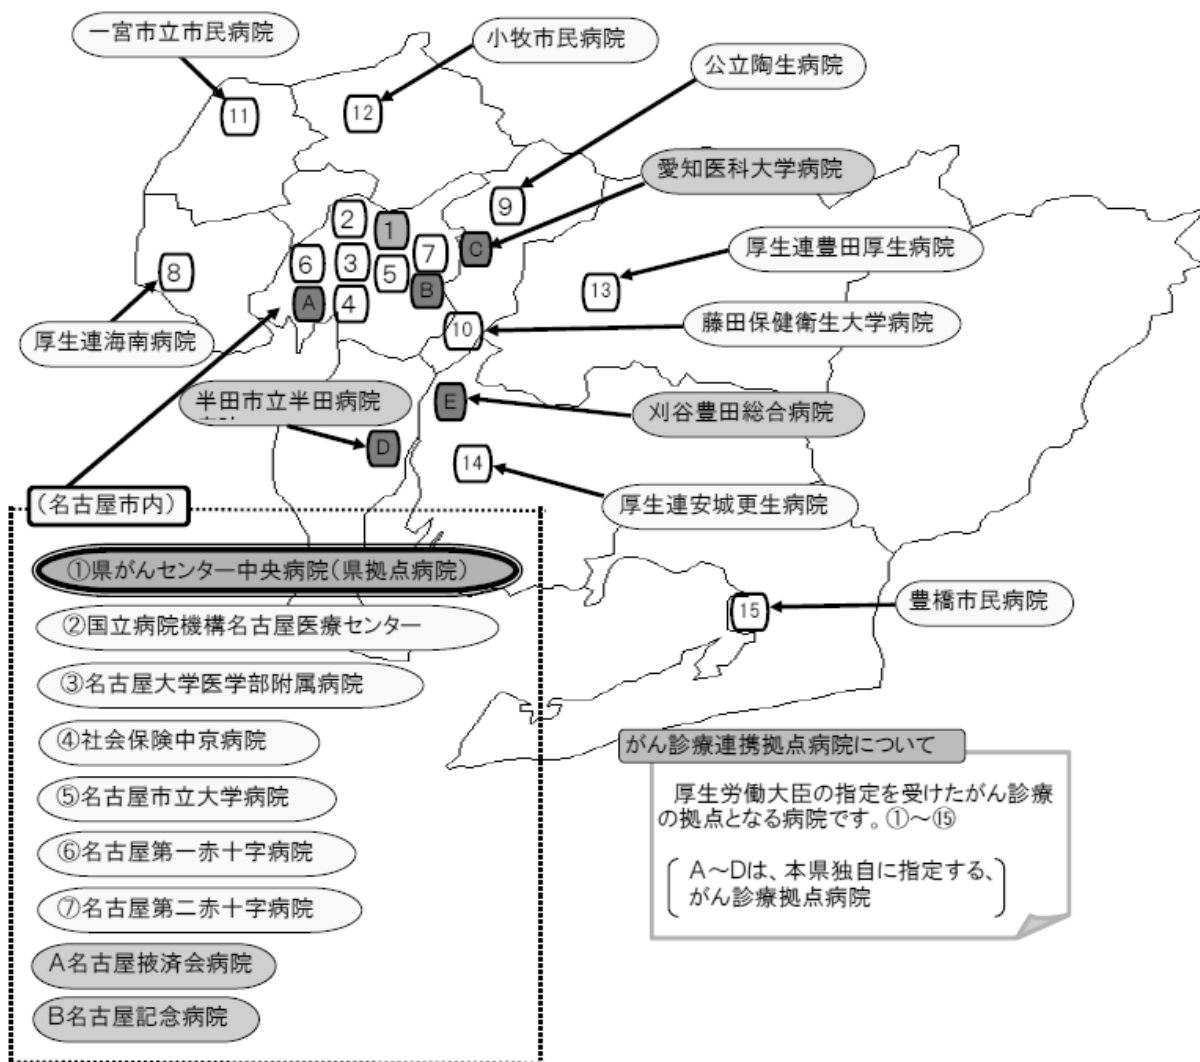 一宮市立市民病院
小牧市民病院
公立陶生病院
愛知医科大学病院
厚生連豊田厚生病院
藤田保健衛生大学病院
刈谷豊田総合病院
厚生連安城更生病院
豊橋市民病院
厚生連海南病院
半田市立半田病院
11
12
9
2
1
7
C
6
3
5
8
A
4
B
13
10
E
D
14
15
(名古屋市内)
①県がんセンター中央病院(県拠点病院)
②国立病院機構名古屋医療センター
③名古屋大学医学部附属病院
④社会保険中京病院
⑤名古屋市立大学病院
⑥名古屋第一赤十字病院
⑦名古屋第二赤十字病院
A名古屋掖済会病院
B名古屋記念病院
がん診療連携拠点病院について
厚生労働大臣の指定を受けたがん診療
の拠点となる病院です。①～⑮
A～Dは、本県独自に指定する、
がん診療拠点病院